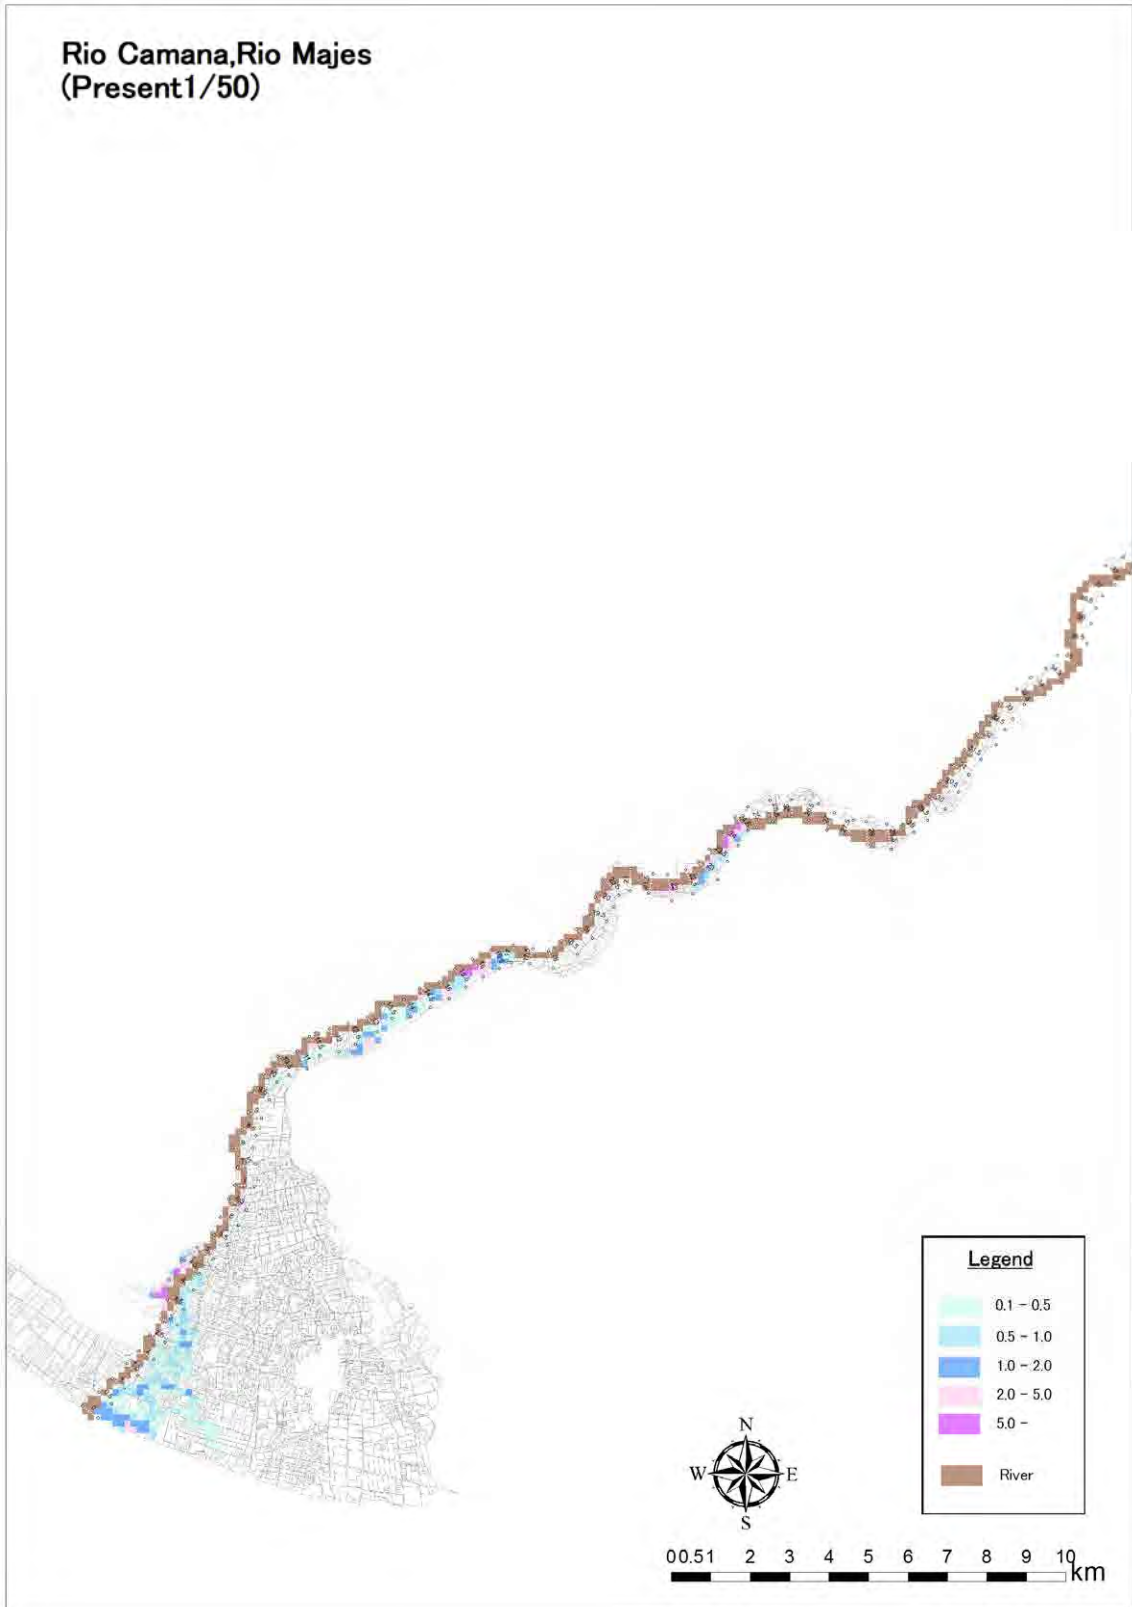 Rio Camana,Rio Majes
(Present1/50)
Legend
0.1 - 0.5
0.5 - 1.0
1.0 - 2.0
2.0 - 5.0
5.0 -
River
N
W E
S
0 0.5 1 2 3 4 5 6 7 8 9 10
km